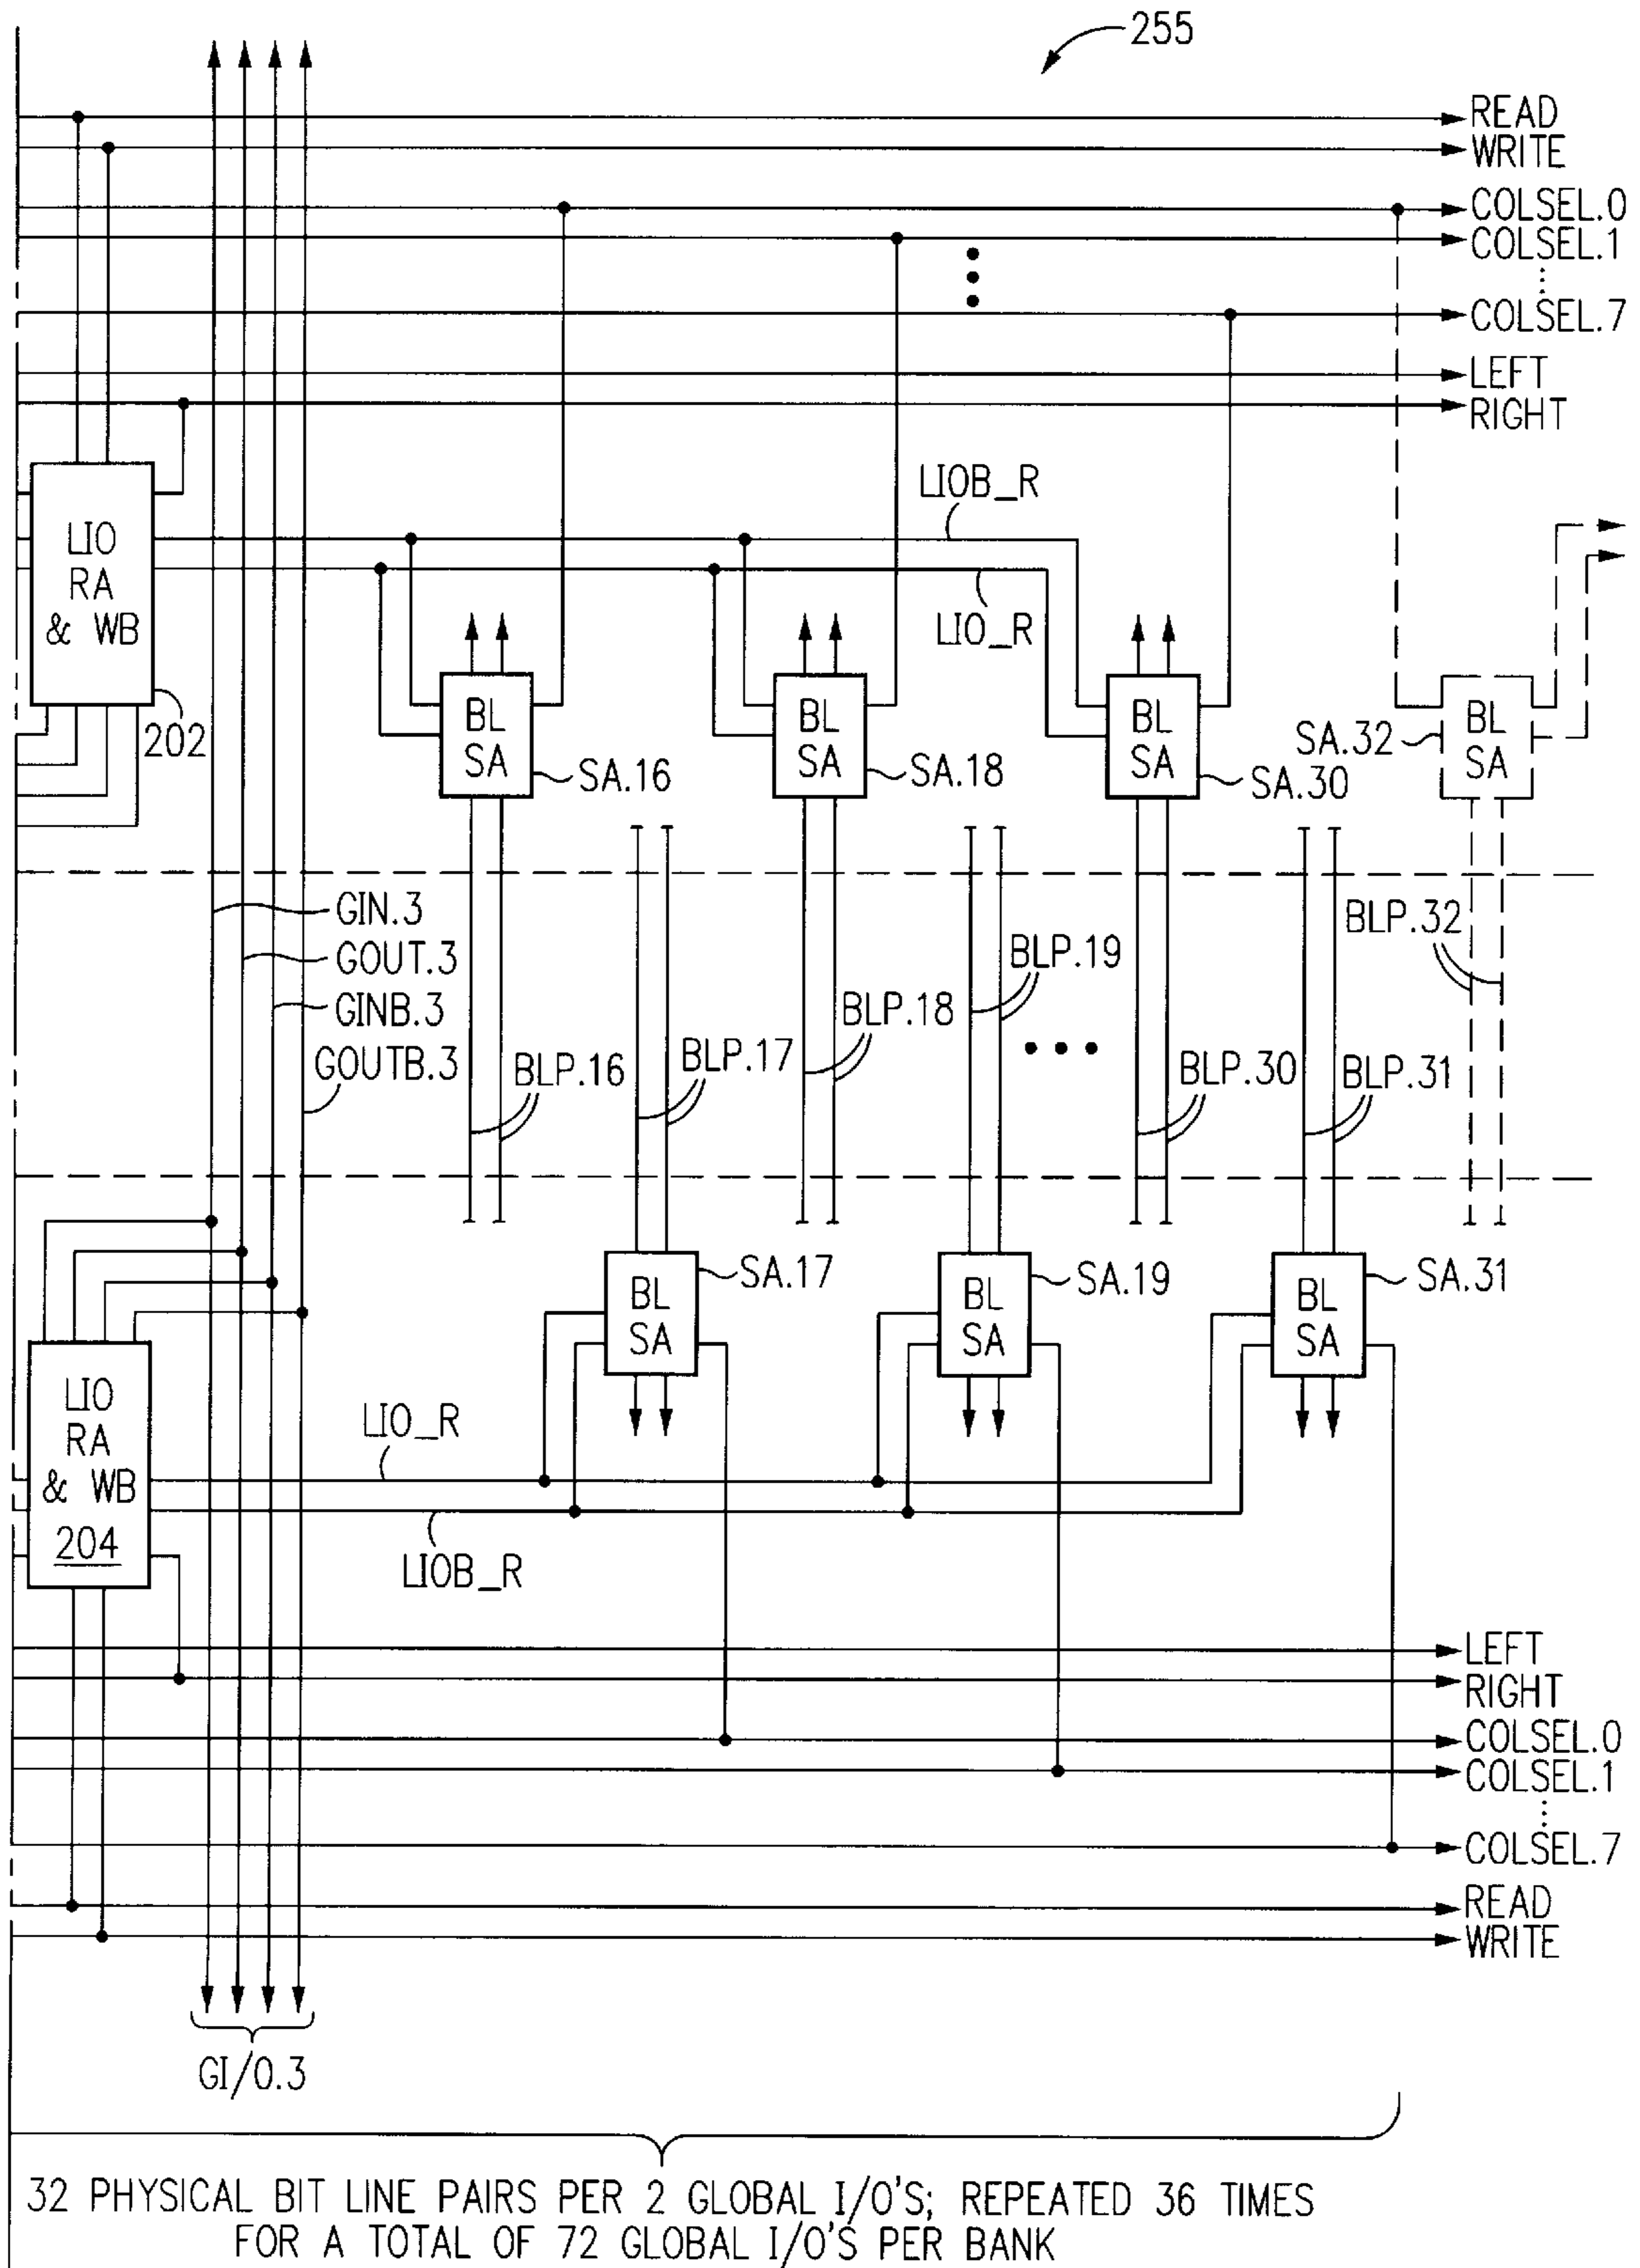 255
READ
WRITE
COLSEL.0
COLSEL.1
COLSEL.7
LEFT
RIGHT
LIOB_R
LIO
RA
& WB
LIO_R
202
BL
SA
SA.16
BL
SA
SA.18
BL
SA
SA.30
SA.32
BL
SA
GIN.3
GOUT.3
GINB.3
GOUTB.3
BLP.16
BLP.17
BLP.18
BLP.19
BLP.30
BLP.31
BLP.32
BL
SA
SA.17
BL
SA
SA.19
BL
SA
SA.31
LIO
RA
& WB
204
LIO_R
LIOB_R
LEFT
RIGHT
COLSEL.0
COLSEL.1
COLSEL.7
READ
WRITE
GI/O.3
32 PHYSICAL BIT LINE PAIRS PER 2 GLOBAL I/O'S; REPEATED 36 TIMES
FOR A TOTAL OF 72 GLOBAL I/O'S PER BANK